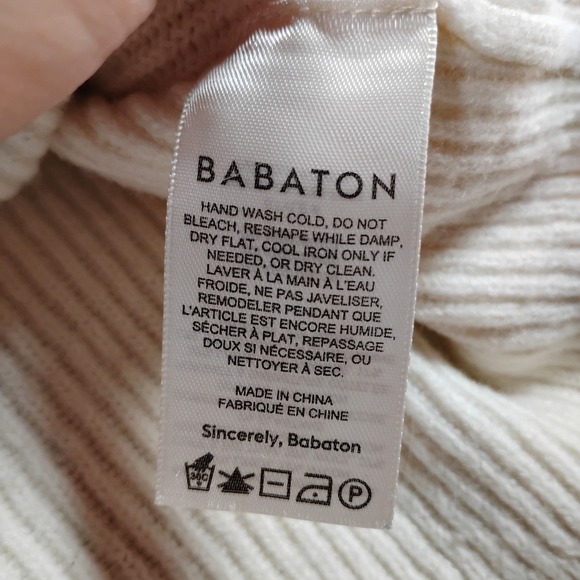 BABATON
HAND WASH COLD, DO NOT
BLEACH, RESHAPE WHILE DAMP,
DRY FLAT, COOL IRON ONLY IF
NEEDED, OR DRY CLEAN.
LAVER À LA MAIN À L'EAU
FROIDE, NE PAS JAVELISER,
REMODELER PENDANT QUE
L'ARTICLE EST ENCORE HUMIDE,
SÉCHER À PLAT, REPASSAGE
DOUX SI NÉCESSAIRE, OU
NETTOYER À SEC.
MADE IN CHINA
FABRIQUÉ EN CHINE
Sincerely, Babaton
30C P